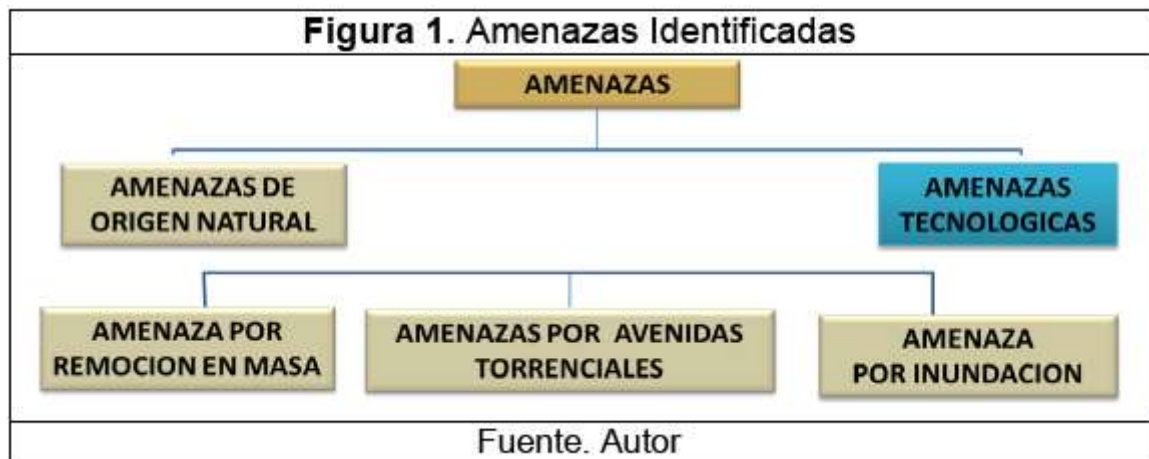 Figura 1. Amenazas Identificadas
AMENAZAS
AMENAZAS DE
ORIGEN NATURAL
AMENAZAS
TECNOLOGICAS
AMENAZA POR
REMOCION EN MASA
AMENAZAS POR AVENIDAS
TORRENCIALES
AMENAZA
POR INUNDACION
Fuente. Autor